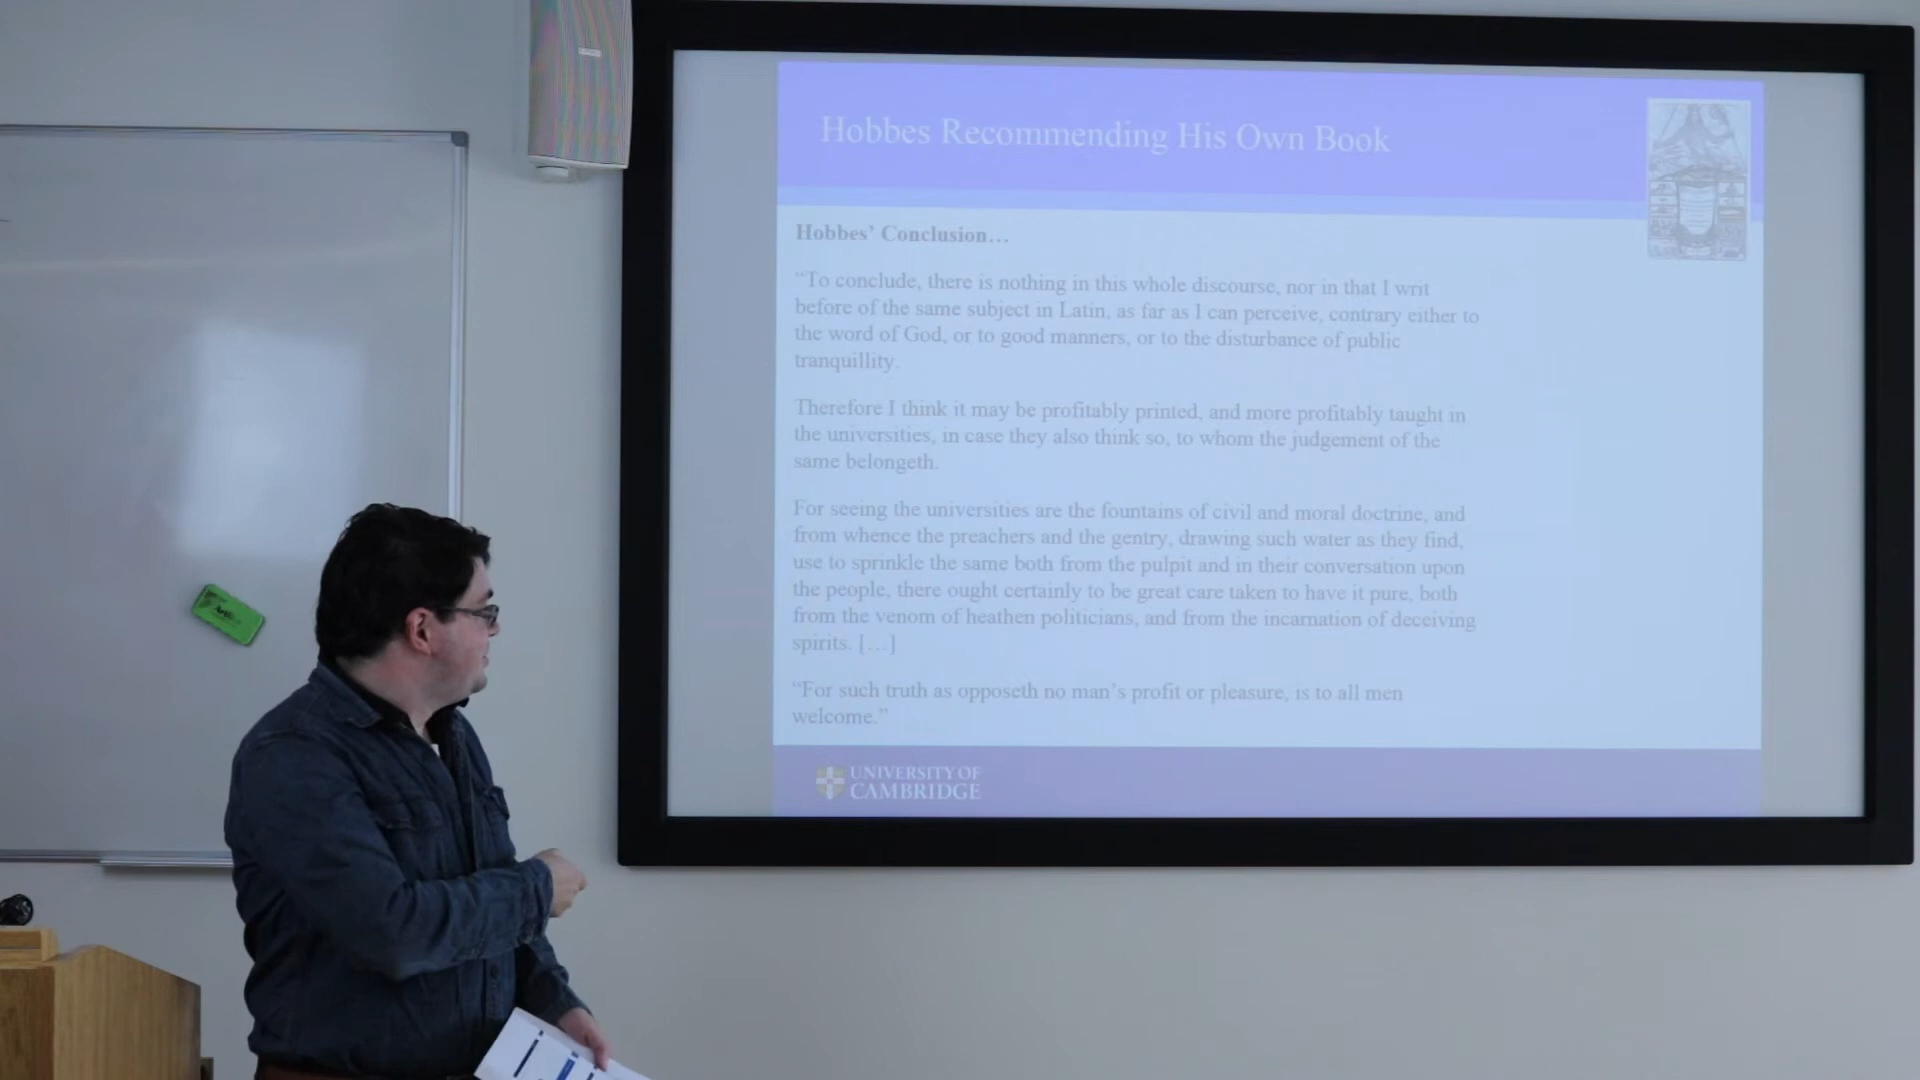 Hobbes Recommending His Own Book
Hobbes’ Conclusion…
“To conclude, there is nothing in this whole discourse, nor in that I writ
before of the same subject in Latin, as far as I can perceive, contrary either to
the word of God, or to good manners, or to the disturbance of public
tranquillity.
Therefore I think it may be profitably printed, and more profitably taught in
the universities, in case they also think so, to whom the judgement of the
same belongeth.
For seeing the universities are the fountains of civil and moral doctrine, and
from whence the preachers and the gentry, drawing such water as they find,
use to sprinkle the same both from the pulpit and in their conversation upon
the people, there ought certainly to be great care taken to have it pure, both
from the venom of heathen politicians, and from the incarnation of deceiving
spirits. […]
“For such truth as opposeth no man’s profit or pleasure, is to all men
welcome.”
UNIVERSITY OF
CAMBRIDGE